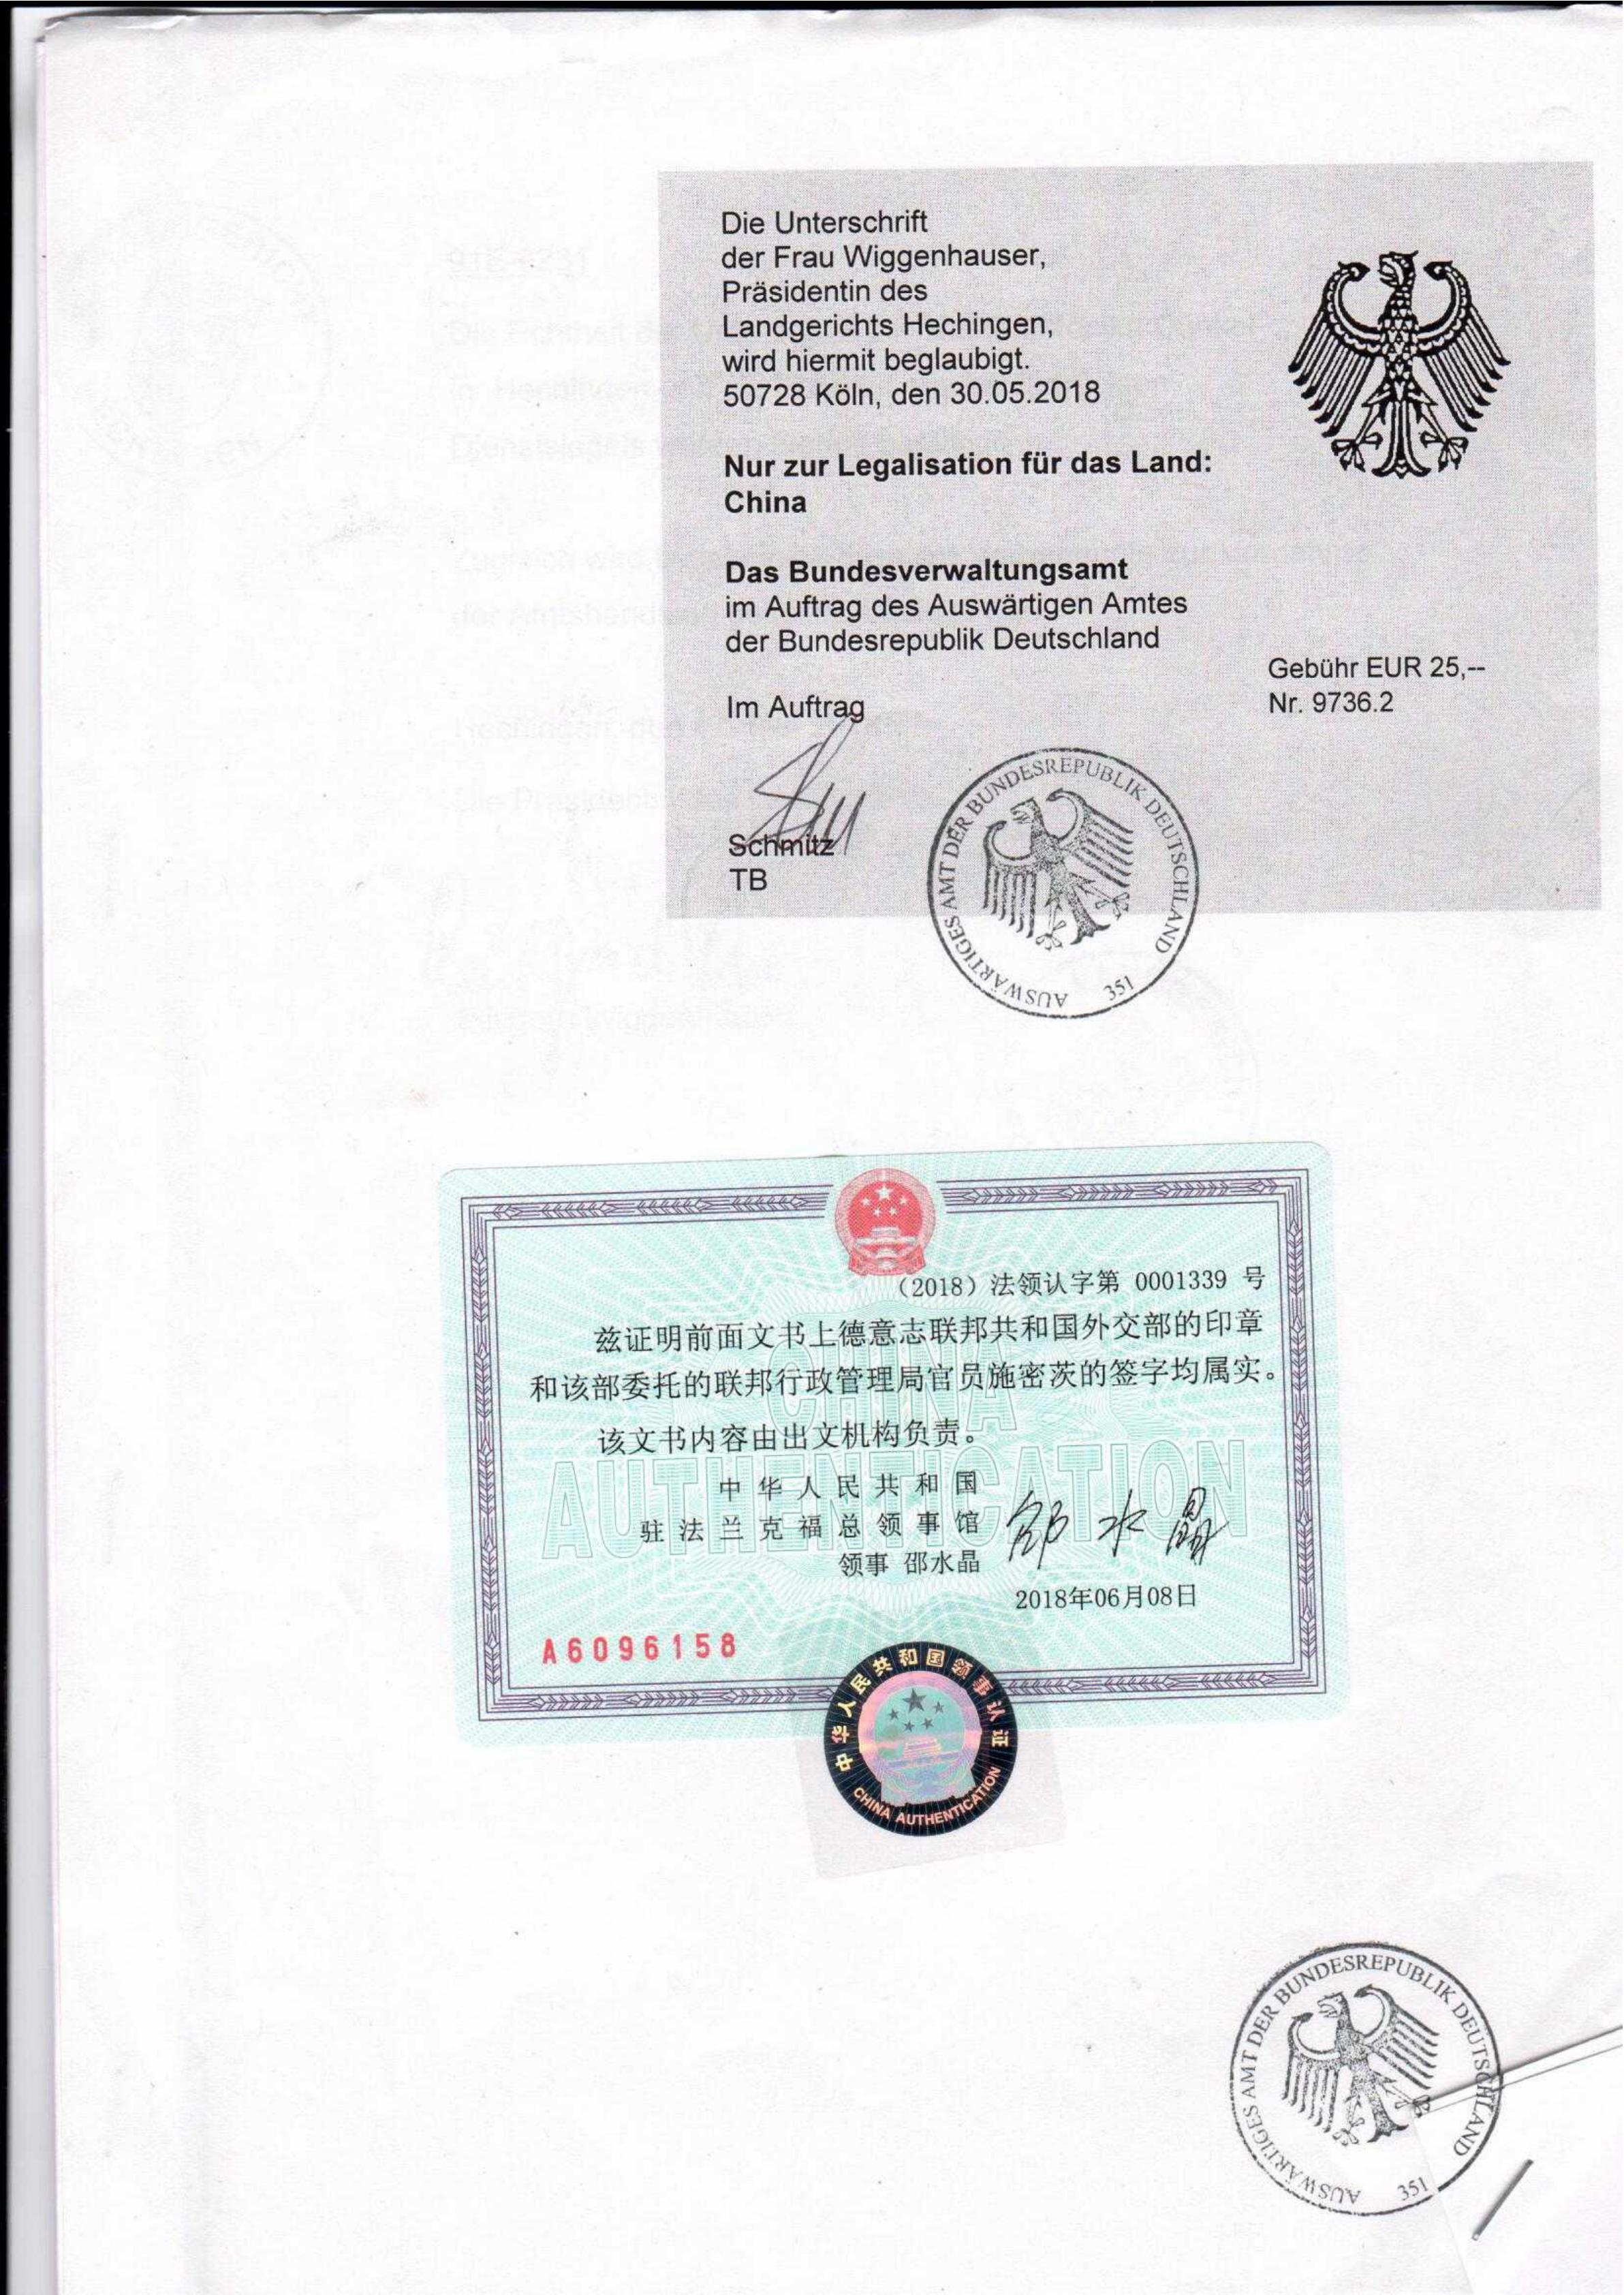 Die Unterschrift
der Frau Wiggenhauser,
Präsidentin des
Landgerichts Hechingen,
wird hiermit beglaubigt.
50728 Köln, den 30.05.2018
Nur zur Legalisation für das Land:
China
Das Bundesverwaltungsamt
im Auftrag des Auswärtigen Amtes
der Bundesrepublik Deutschland
Gebühr EUR 25,--
Nr. 9736.2
Im Auftrag
Schmitz
TB
AUSWÄRTIGES AMT DER BUNDESREPUBLIK DEUTSCHLAND
351
(2018) 法领认字第 0001339 号
兹证明前面文书上德意志联邦共和国外交部的印章
和该部委托的联邦行政管理局官员施密茨的签字均属实。
该文书内容由出文机构负责。
CHINA
AUTHENTICATION
中华人民共和国
驻法兰克福总领事馆
领事 邵水晶
邵水晶
2018年06月08日
A6096158
中华人民共和国领事认证
CHINA AUTHENTICATION
AUSWÄRTIGES AMT DER BUNDESREPUBLIK DEUTSCHLAND
351